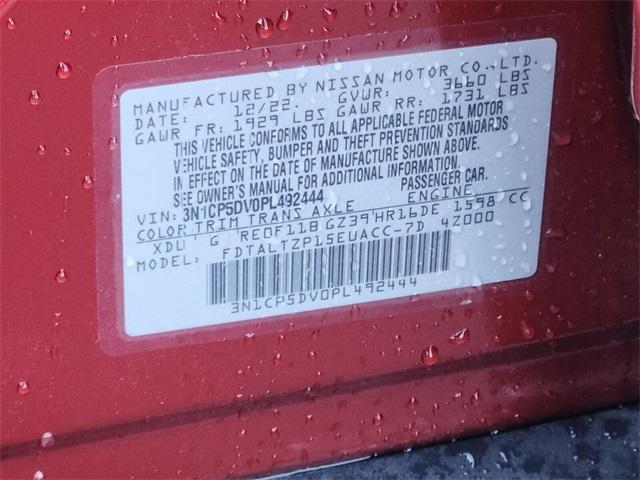 MANUFACTURED BY NISSAN MOTOR CO.,LTD.
DATE: 12/22. GVWR: 3660 LBS
GAWR FR: 1929 LBS GAWR RR: 1731 LBS
THIS VEHICLE CONFORMS TO ALL APPLICABLE FEDERAL MOTOR
VEHICLE SAFETY, BUMPER AND THEFT PREVENTION STANDARDS
IN EFFECT ON THE DATE OF MANUFACTURE SHOWN ABOVE.
SEE OWNER'S MANUAL FOR ADDITIONAL INFORMATION.
VIN: 3N1CP5DV0PL492444 PASSENGER CAR.
COLOR TRIM TRANS AXLE ENGINE
XDU G RE0F11B GZ39 HR16DE 1598 CC
MODEL: FDTALTZP15EUACC-7D 4Z000
3N1CP5DV0PL492444